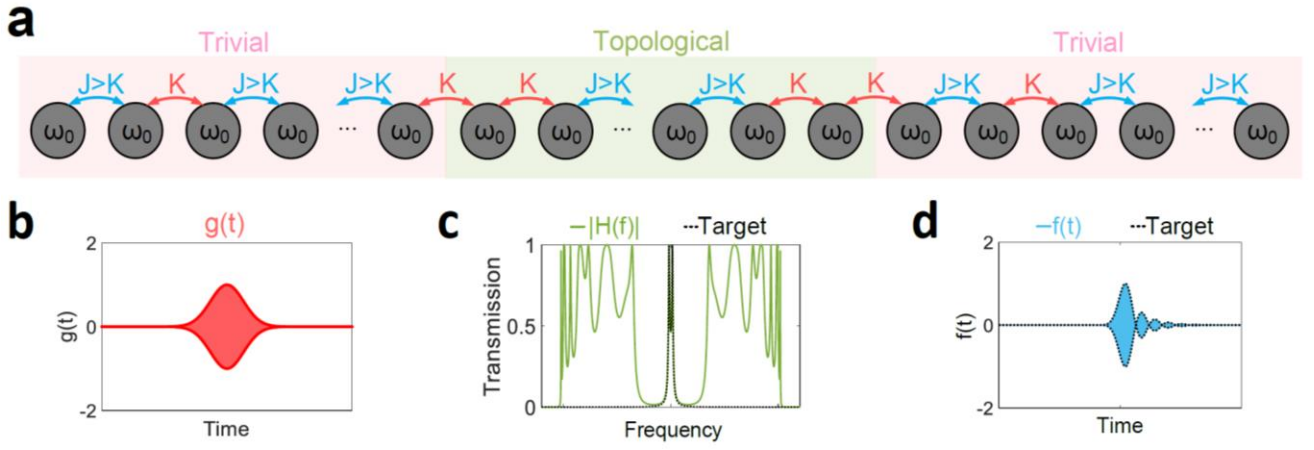 a
Trivial Topological Trivial
J>K K J>K J>K K K J>K J>K K K J>K K J>K J>K
ω₀ ω₀ ω₀ ω₀ ... ω₀ ω₀ ω₀ ... ω₀ ω₀ ω₀ ω₀ ω₀ ω₀ ω₀ ... ω₀
b
g(t)
2
0
-2
g(t)
Time
c
|H(f)| Target
1
0.5
0
Transmission
Frequency
d
f(t) Target
2
0
-2
f(t)
Time